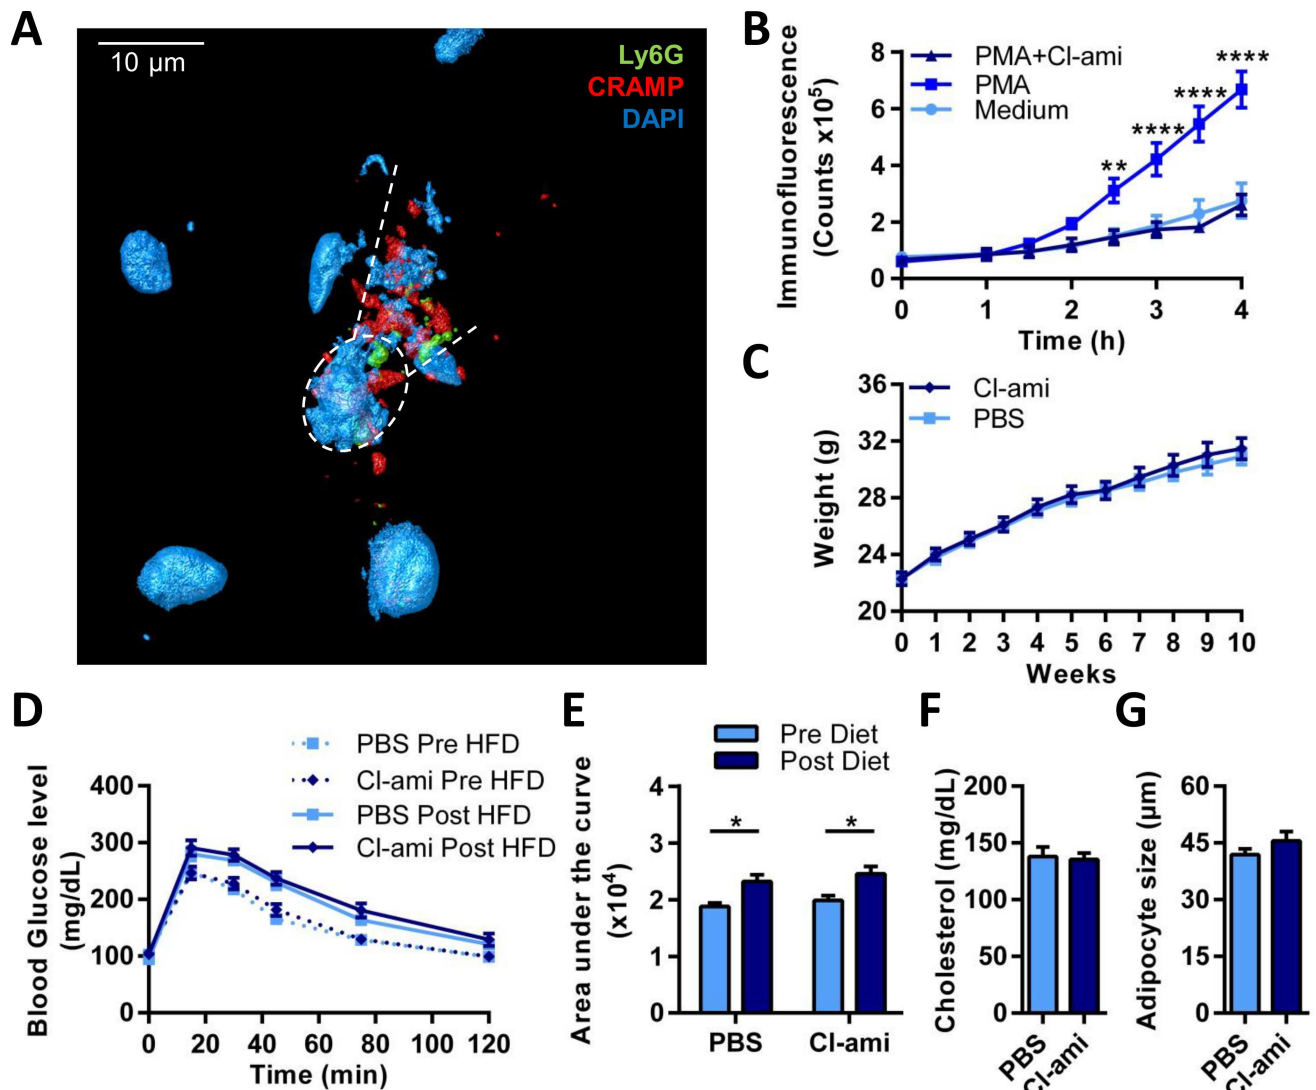 A
10 µm
Ly6G
CRAMP
DAPI
B
Immunofluorescence
(Counts x10⁵)
8
6
4
2
0
PMA+Cl-ami
PMA
Medium
**
****
****
****
0 1 2 3 4
Time (h)
C
Weight (g)
36
32
28
24
20
Cl-ami
PBS
0 1 2 3 4 5 6 7 8 9 10
Weeks
D
Blood Glucose level
(mg/dL)
400
300
200
100
0
PBS Pre HFD
Cl-ami Pre HFD
PBS Post HFD
Cl-ami Post HFD
0 20 40 60 80 100 120
Time (min)
E
Area under the curve
(x10⁴)
4
3
2
1
0
Pre Diet
Post Diet
*
*
PBS Cl-ami
F
Cholesterol (mg/dL)
200
150
100
50
0
PBS
Cl-ami
G
Adipocyte size (µm)
60
45
30
15
0
PBS
Cl-ami